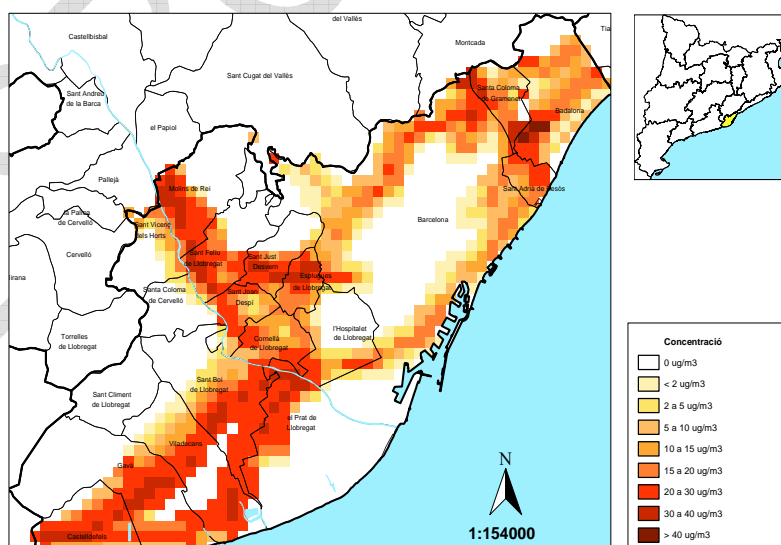 del Vallès
Castellbisbal
Montcada
Tia
Sant Cugat del Vallès
Santa Coloma
de Gramenet
Sant Andreu
de la Barca
Badalona
el Papiol
Pallejà
Molins de Rei
Sant Adrià de Besòs
la Palma
de Cervelló
Barcelona
Sant Vicenç
dels Horts
Cervelló
Sant Feliu
de Llobregat
Sant Just
Desvern
irana
Esplugues
de Llobregat
Santa Coloma
de Cervelló
Sant Joan
Despí
Torrelles
de Llobregat
l'Hospitalet
de Llobregat
Cornellà
de Llobregat
Sant Boi
de Llobregat
Sant Climent
de Llobregat
el Prat de
Llobregat
Viladecans
Gavà
Castelldefels
N
1:154000
Concentració
0 ug/m3
< 2 ug/m3
2 a 5 ug/m3
5 a 10 ug/m3
10 a 15 ug/m3
15 a 20 ug/m3
20 a 30 ug/m3
30 a 40 ug/m3
> 40 ug/m3